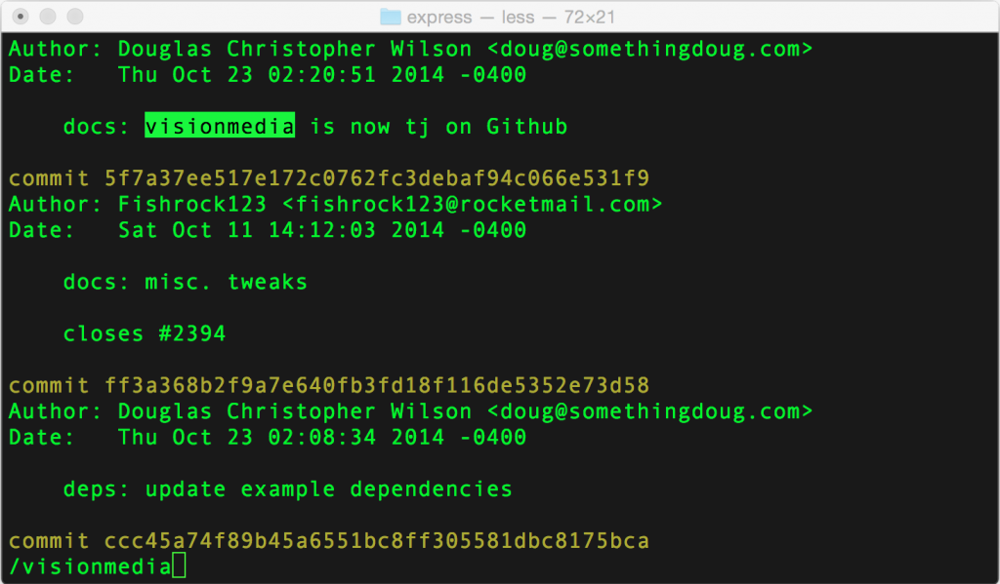 express — less — 72×21
Author: Douglas Christopher Wilson <doug@somethingdoug.com>
Date:   Thu Oct 23 02:20:51 2014 -0400
docs: visionmedia is now tj on Github
commit 5f7a37ee517e172c0762fc3debaf94c066e531f9
Author: Fishrock123 <fishrock123@rocketmail.com>
Date:   Sat Oct 11 14:12:03 2014 -0400
docs: misc. tweaks
closes #2394
commit ff3a368b2f9a7e640fb3fd18f116de5352e73d58
Author: Douglas Christopher Wilson <doug@somethingdoug.com>
Date:   Thu Oct 23 02:08:34 2014 -0400
deps: update example dependencies
commit ccc45a74f89b45a6551bc8ff305581dbc8175bca
/visionmedia